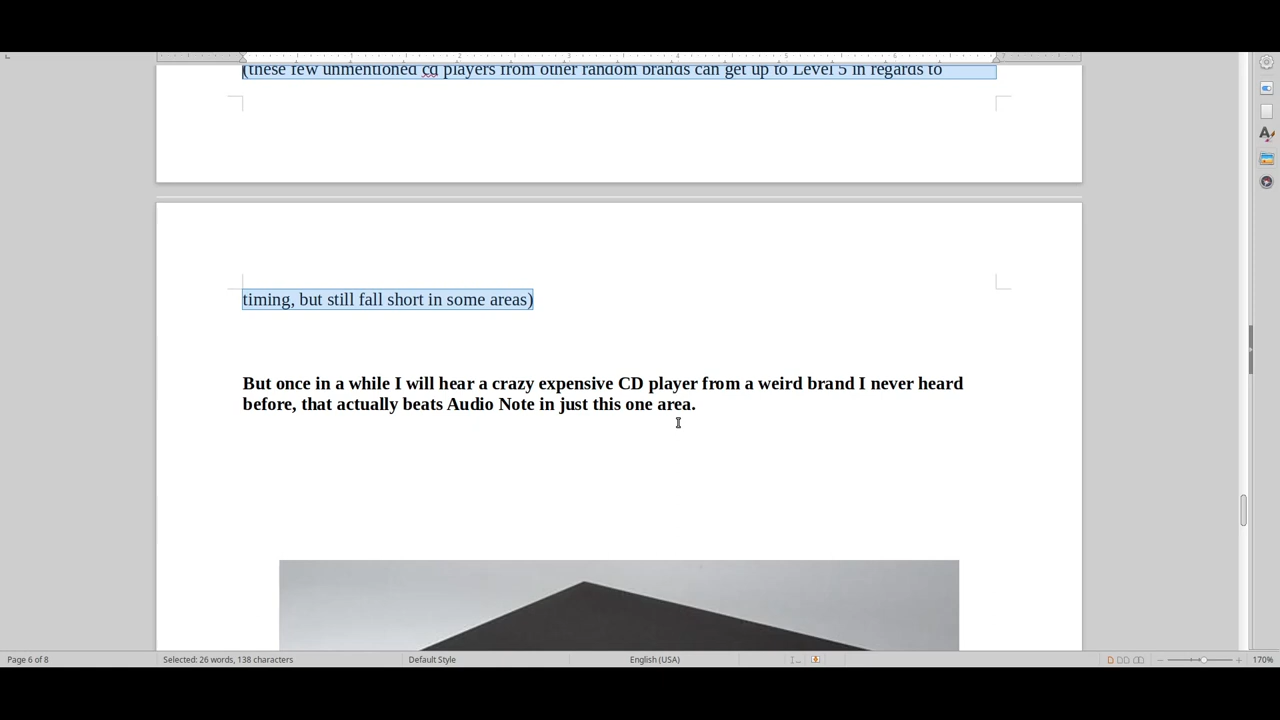 (these few unmentioned cd players from other random brands can get up to Level 5 in regards to
timing, but still fall short in some areas)
But once in a while I will hear a crazy expensive CD player from a weird brand I never heard
before, that actually beats Audio Note in just this one area.
Page 6 of 8 Selected: 26 words, 138 characters Default Style English (USA) 170%